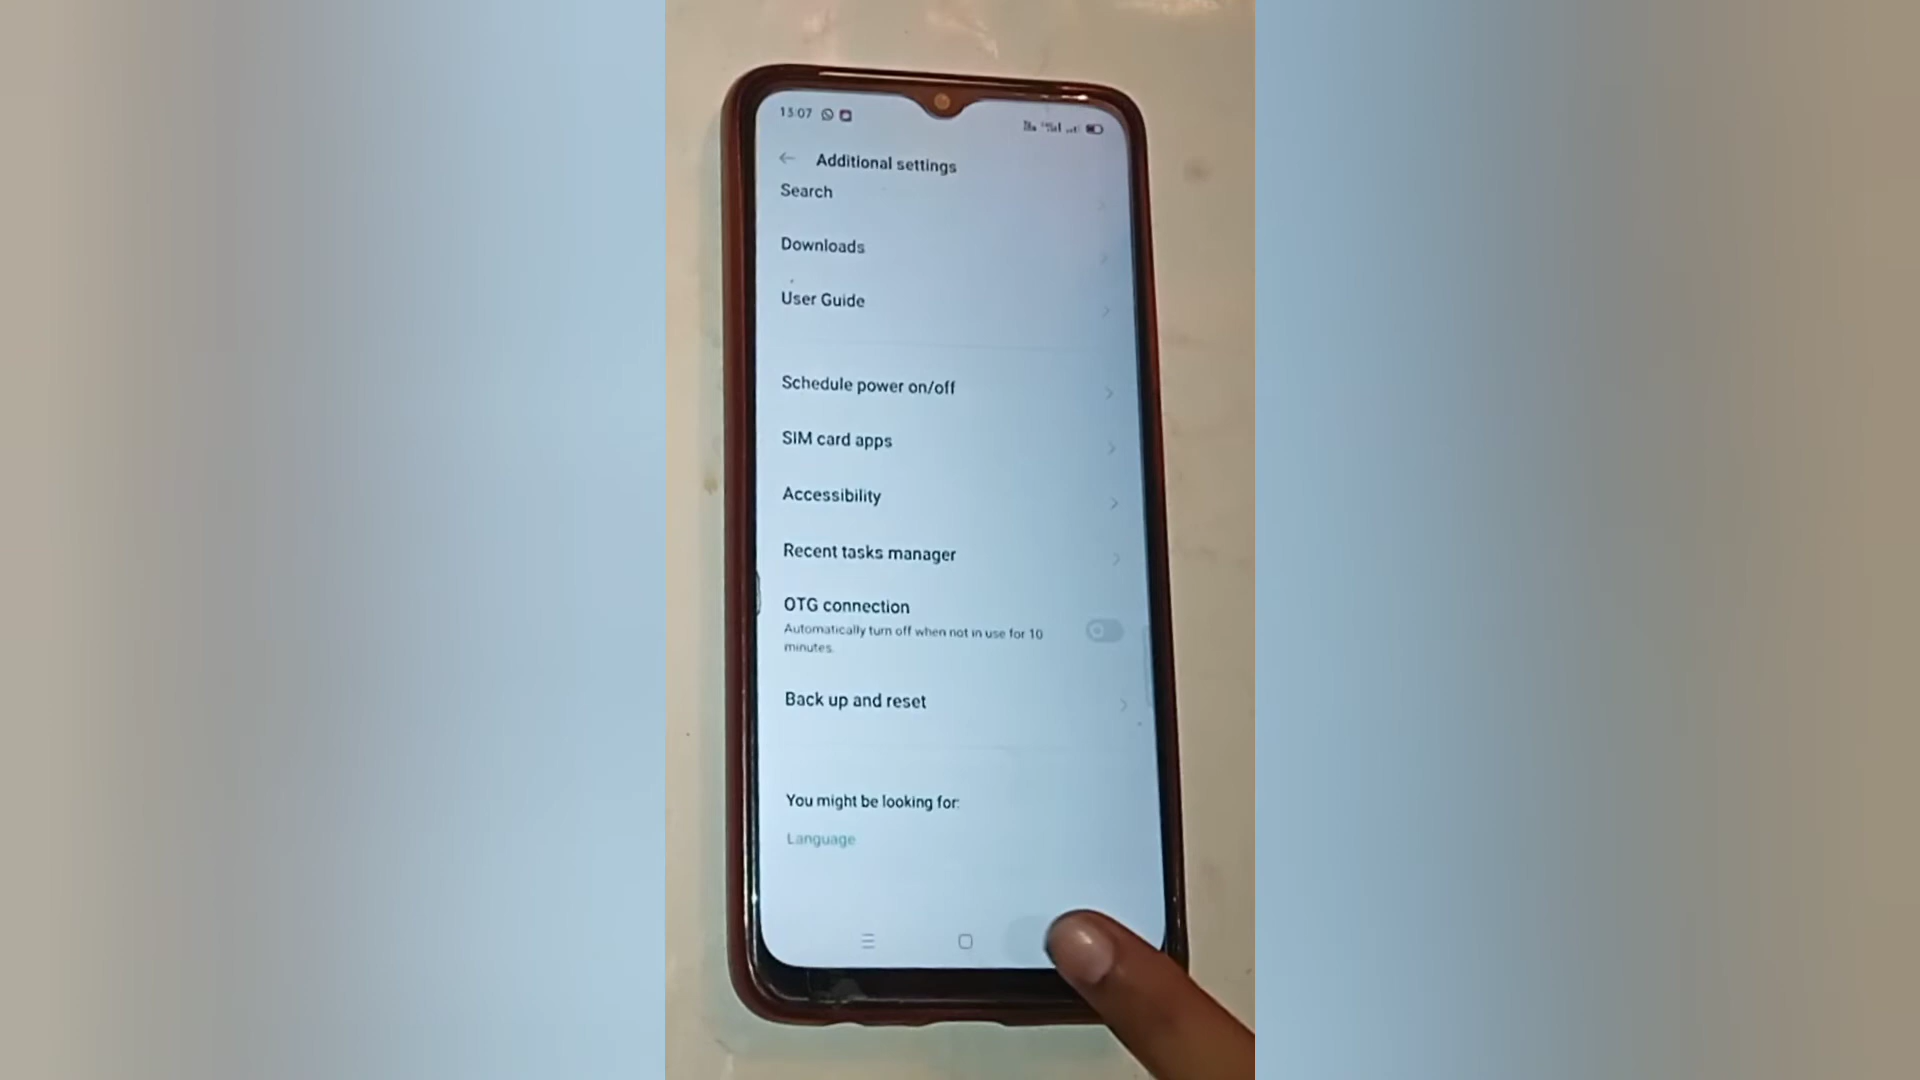 13:07
Additional settings
Search
Downloads
User Guide
Schedule power on/off
SIM card apps
Accessibility
Recent tasks manager
OTG connection
Automatically turn off when not in use for 10
minutes.
Back up and reset
You might be looking for:
Language